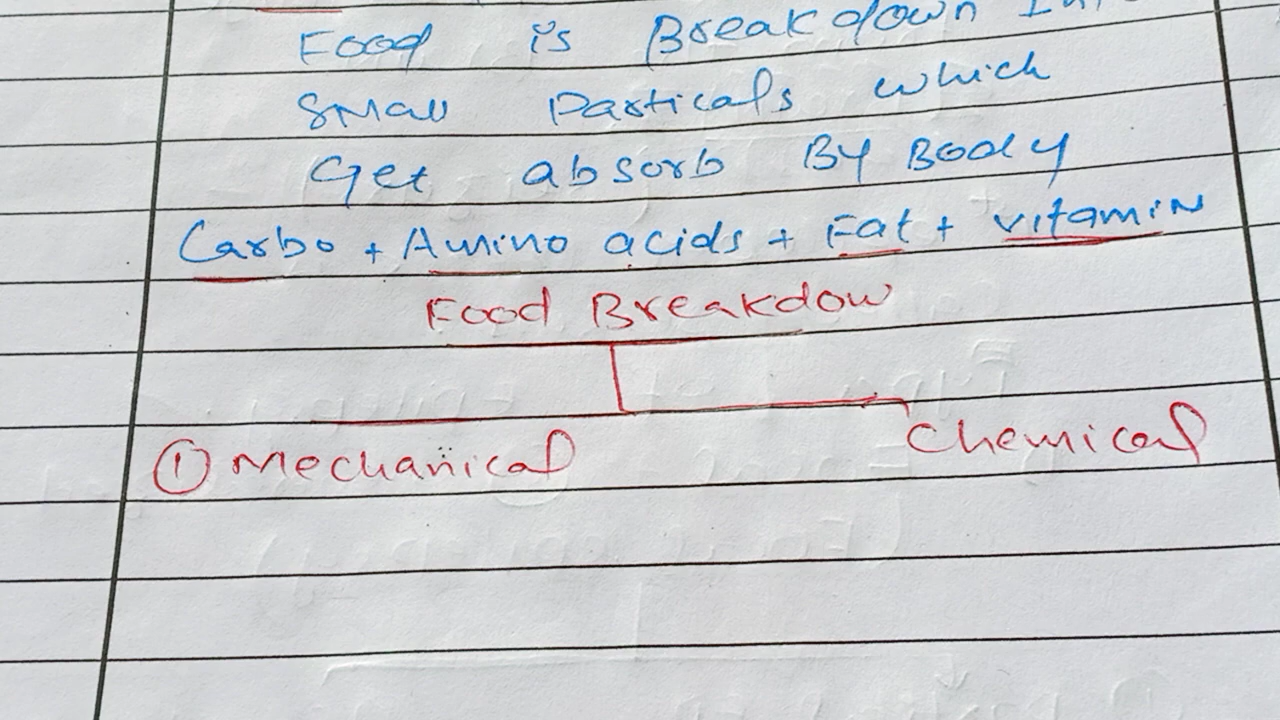 Food is Breakdown
Small Particals which
Get absorb By Body
Carbo + Amino acids + Fat + vitamin
Food Breakdow
① Mechanical Chemical